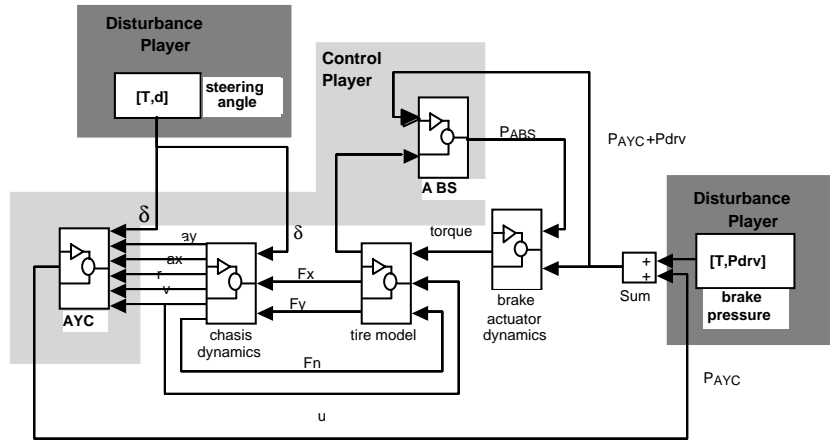 Disturbance
Player
[T,d]
steering
angle
Control
Player
A BS
PABS
PAYC+Pdrv
Disturbance
Player
[T,Pdrv]
brake
pressure
+
+
Sum
δ
δ
ay
ax
r
v
AYC
chasis
dynamics
Fx
Fy
Fn
tire model
torque
brake
actuator
dynamics
PAYC
u